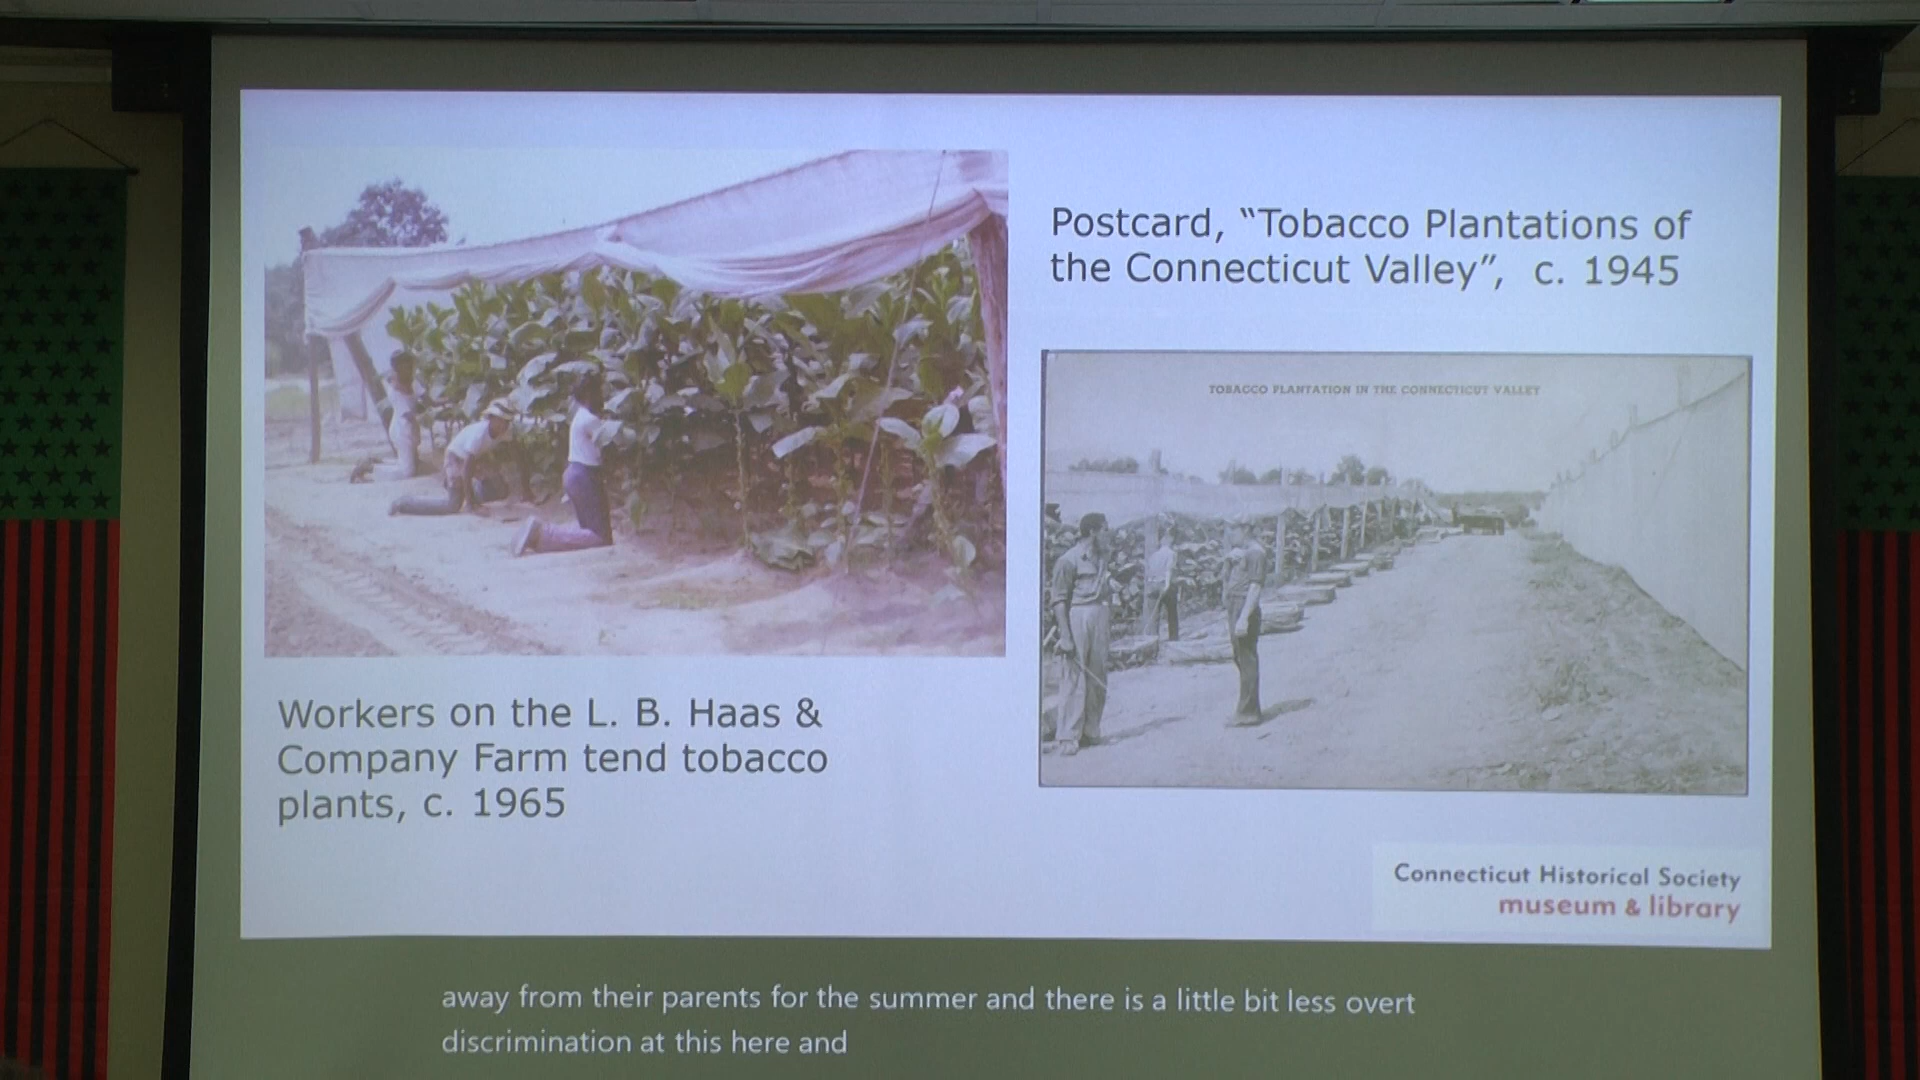 Postcard, “Tobacco Plantations of
the Connecticut Valley”, c. 1945
TOBACCO PLANTATION IN THE CONNECTICUT VALLEY
Workers on the L. B. Haas &
Company Farm tend tobacco
plants, c. 1965
Connecticut Historical Society
museum & library
away from their parents for the summer and there is a little bit less overt
discrimination at this here and